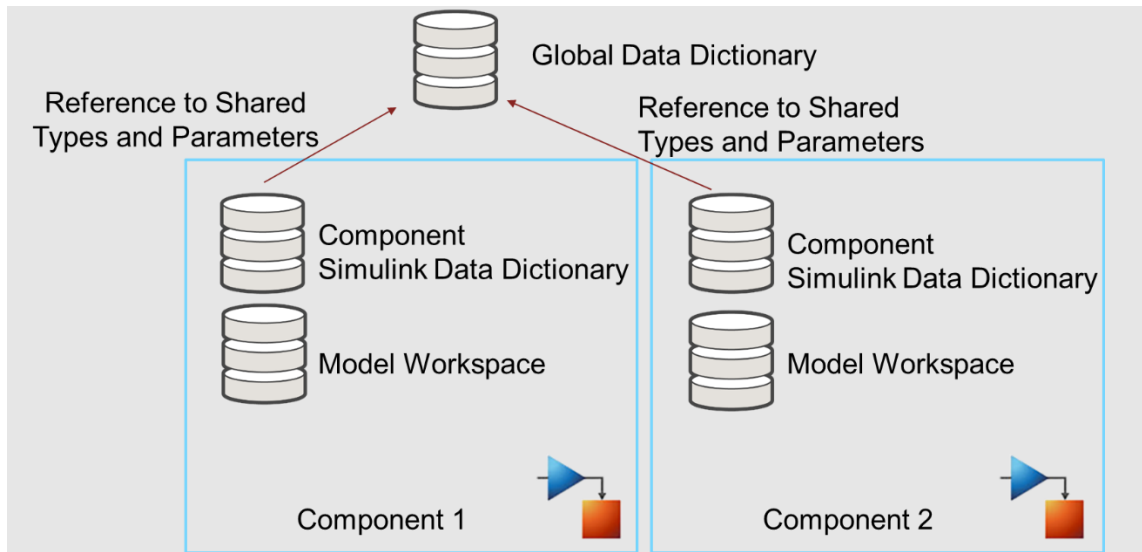 Global Data Dictionary
Reference to Shared
Types and Parameters
Reference to Shared
Types and Parameters
Component
Simulink Data Dictionary
Model Workspace
Component 1
Component
Simulink Data Dictionary
Model Workspace
Component 2